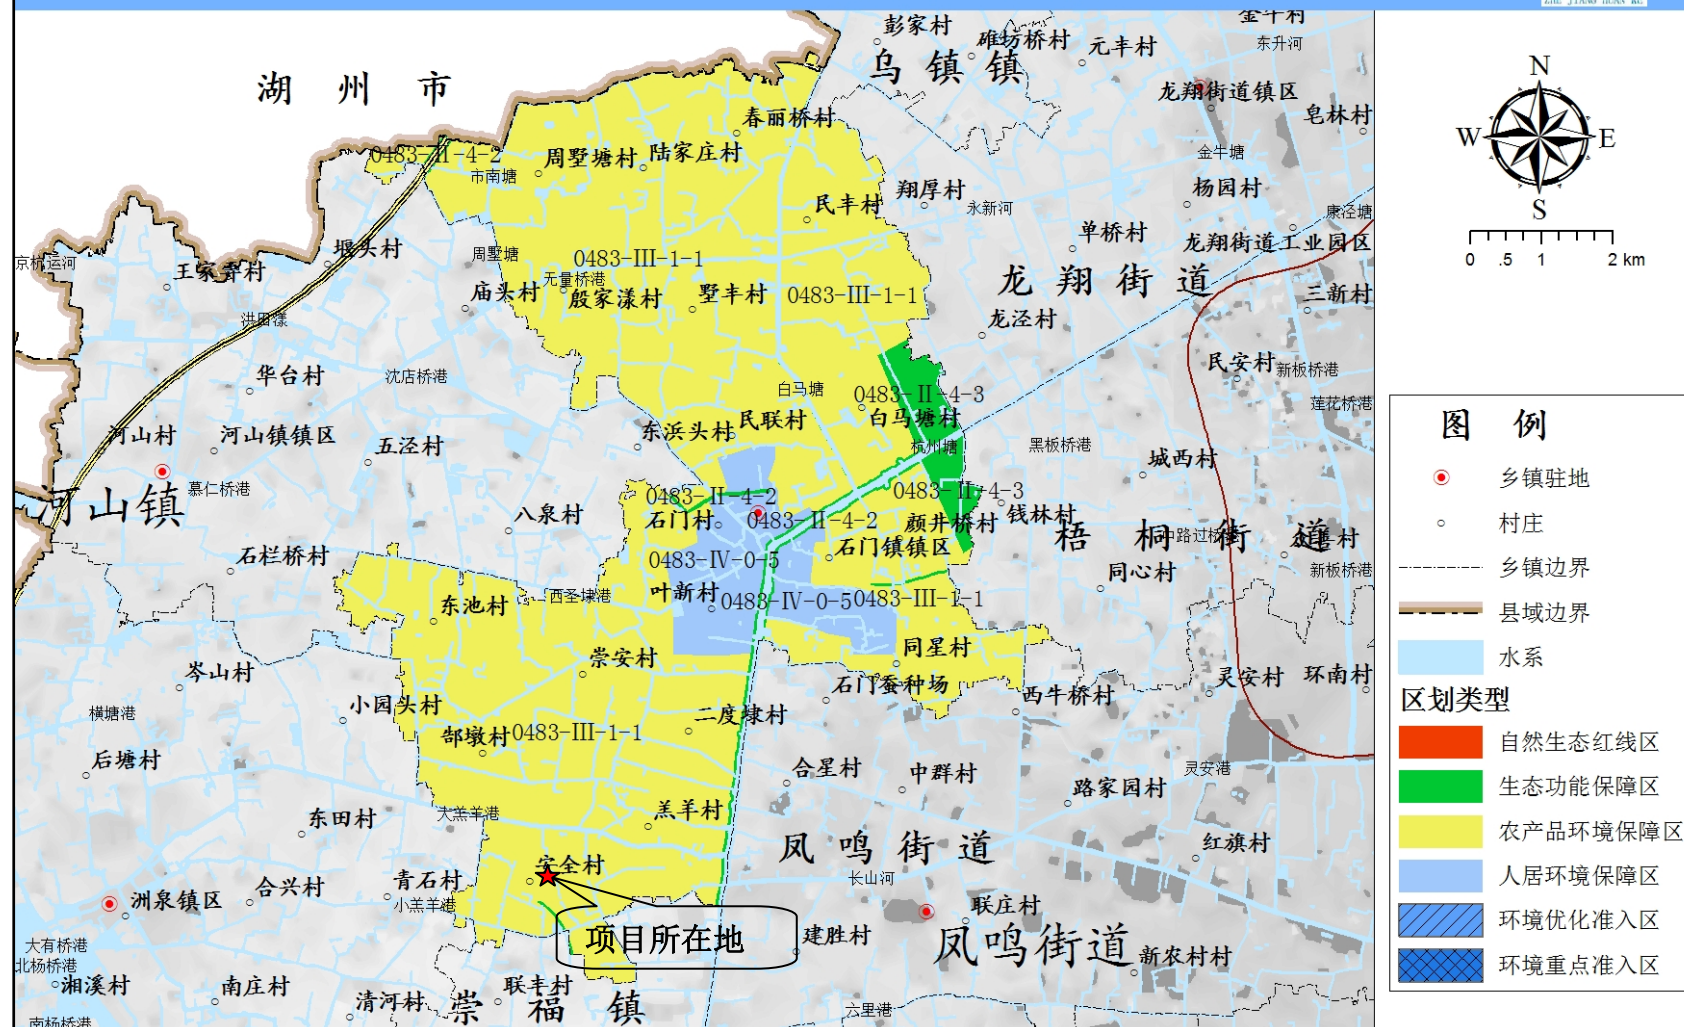 ZHE JIANG HUAN KE
金牛村
彭家村
碓坊桥村
元丰村
东升河
乌镇镇
湖州市
龙翔街道镇区
皂林村
春丽桥村
0483-II-4-2
周墅塘村
陆家庄村
市南塘
金牛塘
翔厚村
杨园村
民丰村
永新河
康泾塘
单桥村
龙翔街道工业园区
堰头村
周墅塘
0483-III-1-1
京杭运河
王家弄村
无量桥港
龙翔街道
庙头村
殷家漾村
墅丰村
0483-III-1-1
三新村
洪田漾
龙泾村
民安村
新板桥港
华台村
沈店桥港
白马塘
0483-II-4-3
莲花桥港
民联村
白马塘村
东浜头村
河山村
河山镇镇区
五泾村
杭州塘
黑板桥港
城西村
慕仁桥港
0483-II-4-2
0483-II-4-3
河山镇
八泉村
石门村
0483-II-4-2
颜井桥村
钱林村
梧桐街道
中路过桥港
石门镇镇区
石栏桥村
0483-IV-0-5
同心村
新板桥港
叶新村
西圣埭港
东池村
0483-IV-0-5
0483-III-1-1
同星村
崇安村
岑山村
石门蚕种场
西牛桥村
灵安村
环南村
小园头村
横塘港
二度埭村
郜墩村
0483-III-1-1
后塘村
合星村
中群村
灵安港
路家园村
羔羊村
大羔羊港
东田村
凤鸣街道
红旗村
安全村
青石村
长山河
合兴村
洲泉镇区
小羔羊港
联庄村
项目所在地
建胜村
凤鸣街道
大有桥港
新农村村
北杨桥港
湘溪村
南庄村
联丰村
清河村
崇福镇
六里港
南杨桥港
N
W
E
S
0 .5 1 2 km
图例
乡镇驻地
村庄
乡镇边界
县域边界
水系
区划类型
自然生态红线区
生态功能保障区
农产品环境保障区
人居环境保障区
环境优化准入区
环境重点准入区